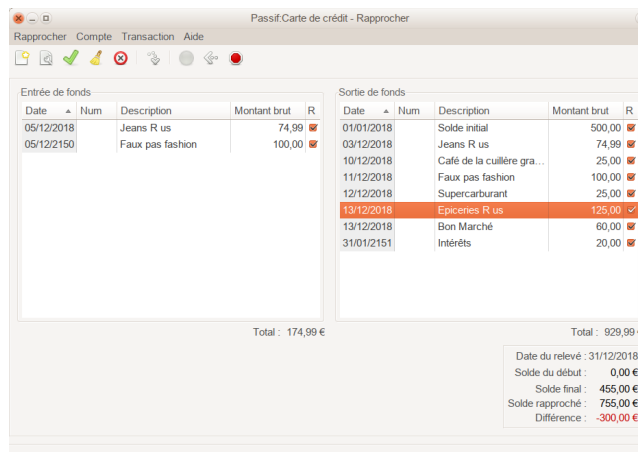 Passif:Carte de crédit - Rapprocher
Rapprocher Compte Transaction Aide
Entrée de fonds
Date Num Description Montant brut R
05/12/2018 Jeans R us 74,99
05/12/2150 Faux pas fashion 100,00
Total : 174,99 €
Sortie de fonds
Date Num Description Montant brut R
01/01/2018 Solde initial 500,00
03/12/2018 Jeans R us 74,99
10/12/2018 Café de la cuillère gra…
25,00
11/12/2018 Faux pas fashion 100,00
12/12/2018 Supercarburant 25,00
13/12/2018 Epiceries R us 125,00
13/12/2018 Bon Marché 60,00
31/01/2151 Intérêts 20,00
Total : 929,99
Date du relevé : 31/12/2018
Solde du début : 0,00 €
Solde final : 455,00 €
Solde rapproché : 755,00 €
Différence : -300,00 €